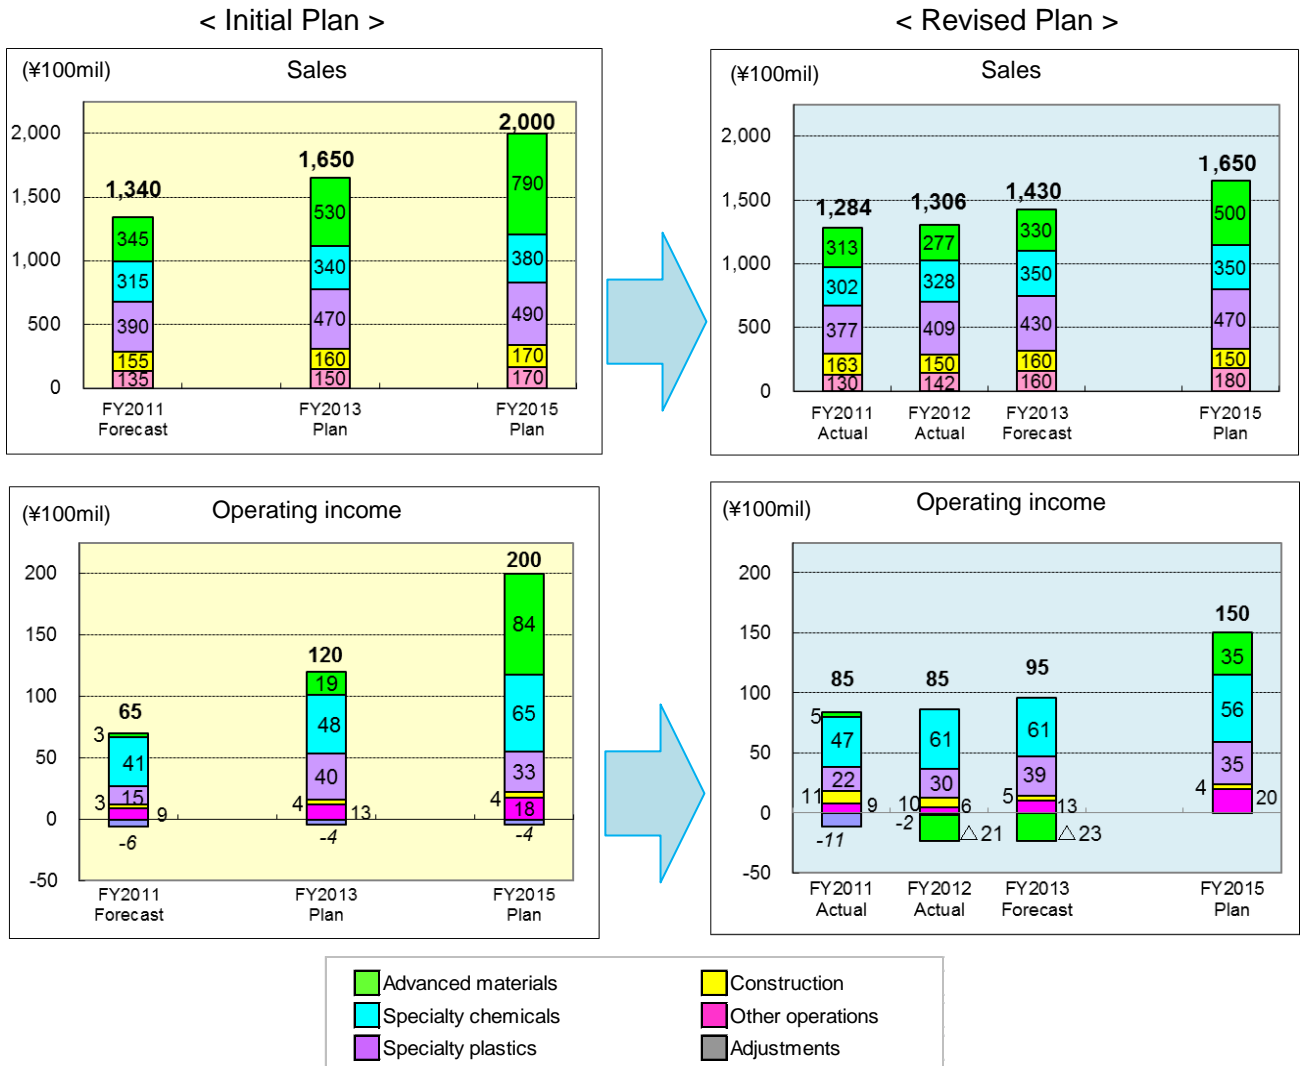 < Initial Plan >
< Revised Plan >
(¥100mil)
Sales
2,000
1,500
1,000
500
0
1,340
345
315
390
155
135
1,650
530
340
470
160
150
2,000
790
380
490
170
170
FY2011
Forecast
FY2013
Plan
FY2015
Plan
(¥100mil)
Sales
2,000
1,500
1,000
500
0
1,284
313
302
377
163
130
1,306
277
328
409
150
142
1,430
330
350
430
160
160
1,650
500
350
470
150
180
FY2011
Actual
FY2012
Actual
FY2013
Forecast
FY2015
Plan
(¥100mil)
Operating income
200
150
100
50
0
-50
65
3
41
15
3
9
-6
120
19
48
40
4
13
-4
200
84
65
33
4
18
-4
FY2011
Forecast
FY2013
Plan
FY2015
Plan
(¥100mil)
Operating income
200
150
100
50
0
-50
85
5
47
22
11
9
-11
85
61
30
10
6
-2
△21
95
61
39
5
13
△23
150
35
56
35
4
20
FY2011
Actual
FY2012
Actual
FY2013
Forecast
FY2015
Plan
Advanced materials
Construction
Specialty chemicals
Other operations
Specialty plastics
Adjustments